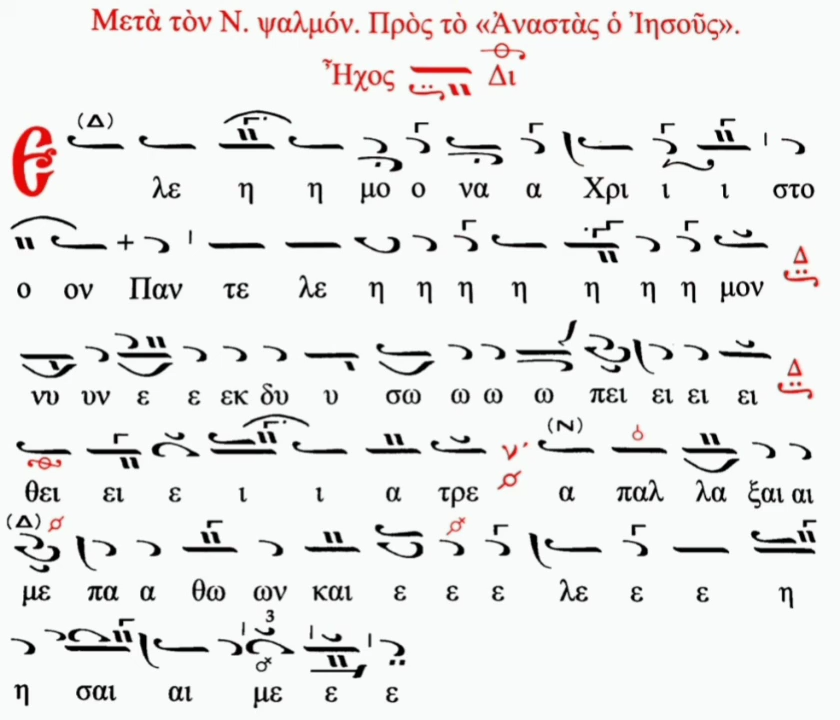 Μετὰ τὸν Ν. ψαλμόν. Πρὸς τὸ «Ἀναστὰς ὁ Ἰησοῦς».
Ἦχος Δι
(Δ)
Ε λε η η μο ο να α Χρι ι ι στο
ο ον Παν τε λε η η η η η η η μον Δ
νυ υν ε ε εκ δυ υ σω ω ω ω πει ει ει ει Δ
(Ν)
θει ει ε ι ι α τρε ν΄ α παλ λα ξαι αι
(Δ)
με πα α θω ων και ε ε ε λε ε ε η
3
η σαι αι με ε ε